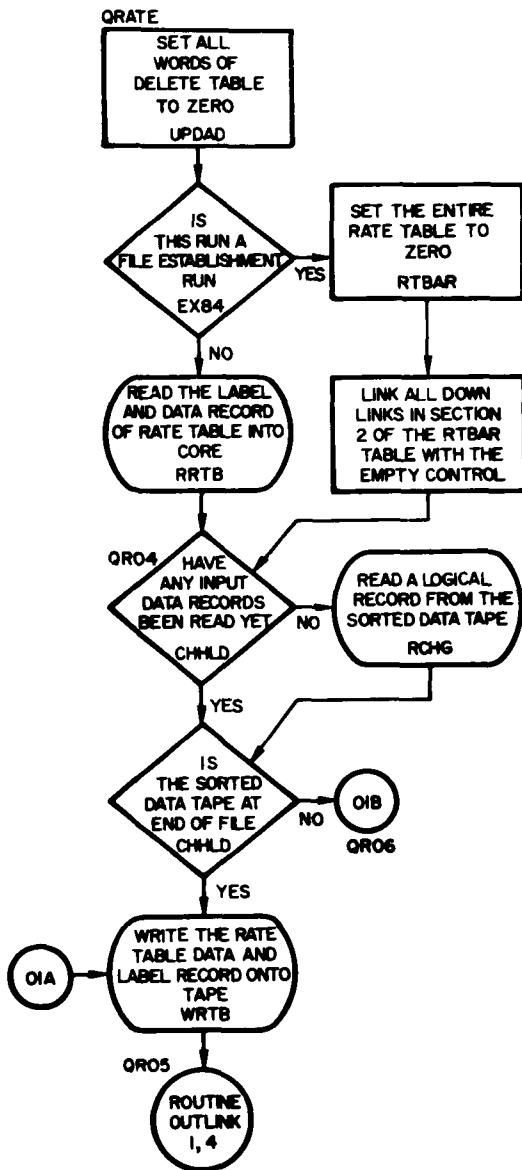 QRATE
SET ALL
WORDS OF
DELETE TABLE
TO ZERO
UPDAD
IS
THIS RUN A
FILE ESTABLISHMENT
RUN
EX84
YES
SET THE ENTIRE
RATE TABLE TO
ZERO
RTBAR
NO
READ THE LABEL
AND DATA RECORD
OF RATE TABLE INTO
CORE
RRTB
LINK ALL DOWN
LINKS IN SECTION
2 OF THE RTBAR
TABLE WITH THE
EMPTY CONTROL
QR04
HAVE
ANY INPUT
DATA RECORDS
BEEN READ YET
CHHLD
NO
READ A LOGICAL
RECORD FROM THE
SORTED DATA TAPE
RCHG
YES
IS
THE SORTED
DATA TAPE AT
END OF FILE
CHHLD
NO
01B
QR06
YES
01A
WRITE THE RATE
TABLE DATA AND
LABEL RECORD ONTO
TAPE
WRTB
QR05
ROUTINE
OUTLINK
1, 4